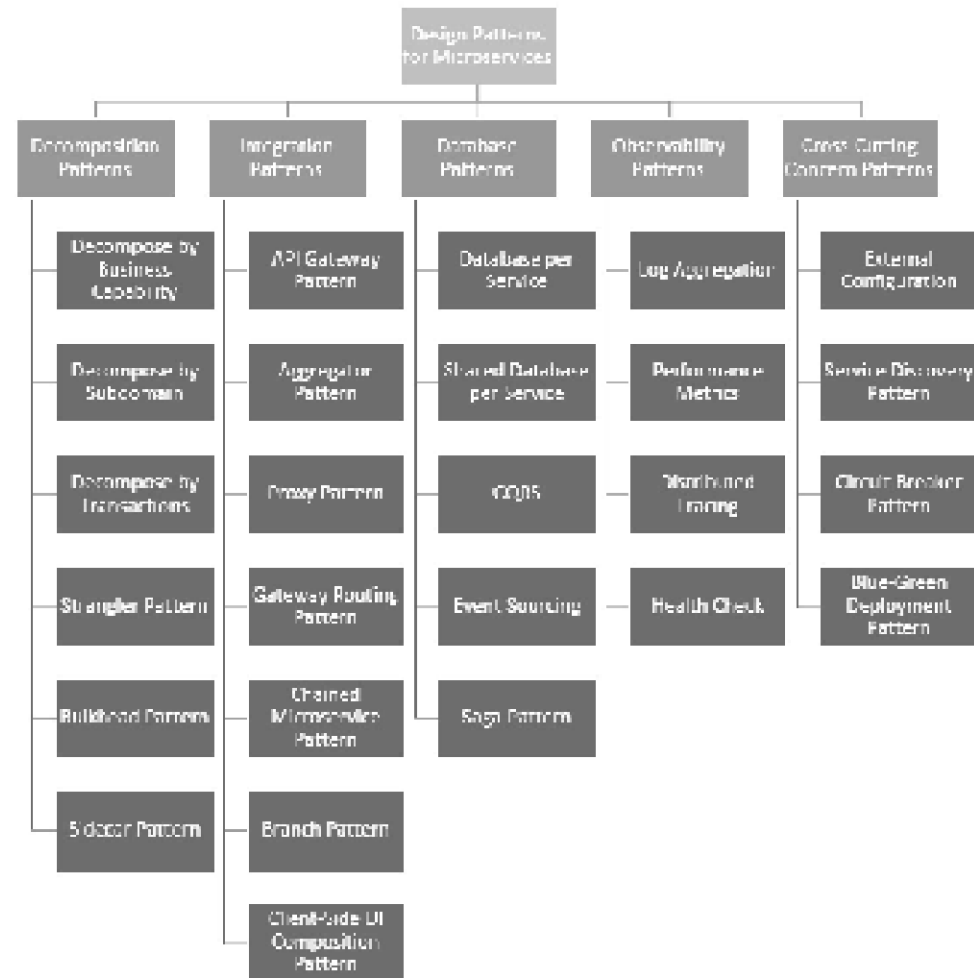 Design Patterns
for Microservices
Decomposition
Patterns
Integration
Patterns
Database
Patterns
Observability
Patterns
Cross-Cutting
Concern Patterns
Decompose by
Business
Capability
Decompose by
Subdomain
Decompose by
Transactions
Strangler Pattern
Bulkhead Pattern
Sidecar Pattern
API Gateway
Pattern
Aggregator
Pattern
Proxy Pattern
Gateway Routing
Pattern
Chained
Microservice
Pattern
Branch Pattern
Client-Side UI
Composition
Pattern
Database per
Service
Shared Database
per Service
CQRS
Event Sourcing
Saga Pattern
Log Aggregation
Performance
Metrics
Distributed
Tracing
Health Check
External
Configuration
Service Discovery
Pattern
Circuit Breaker
Pattern
Blue-Green
Deployment
Pattern